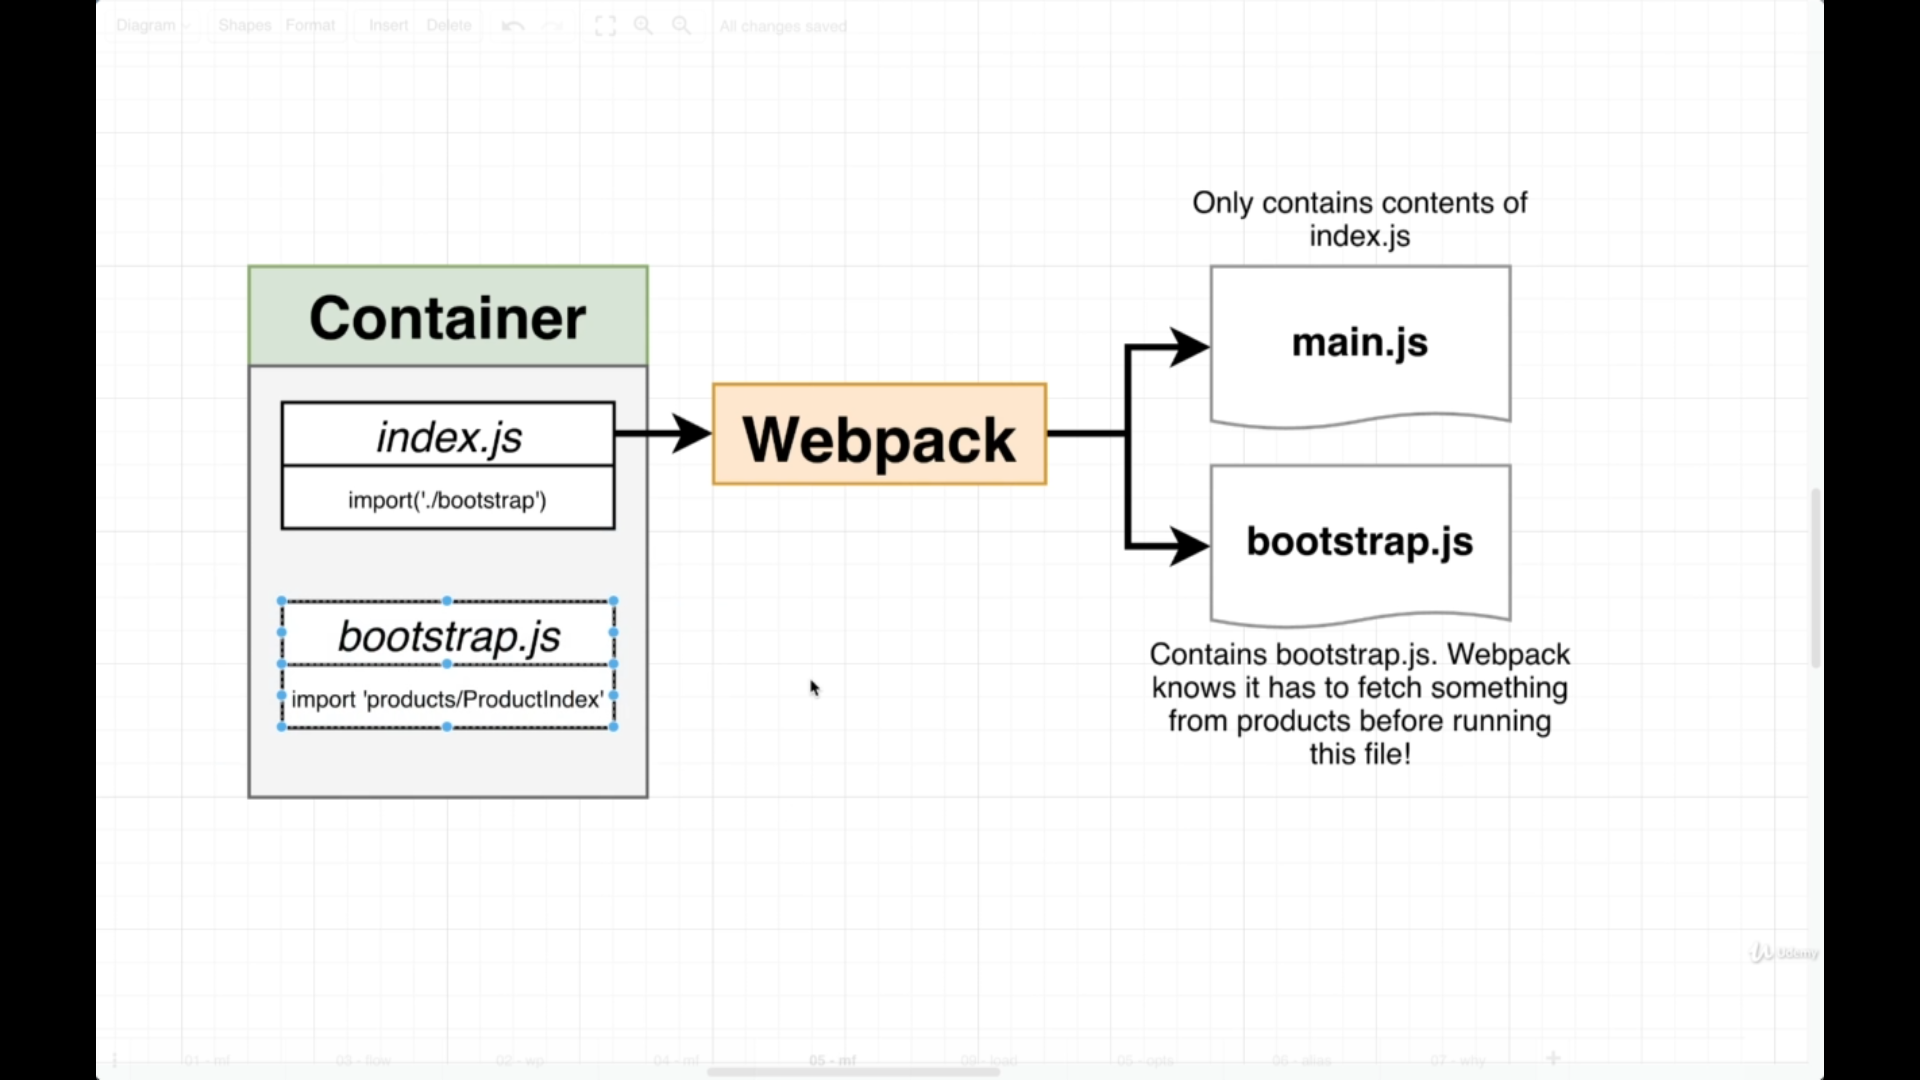 Diagram
Shapes
Format
Insert
Delete
All changes saved
Only contains contents of
index.js
Container
main.js
index.js
Webpack
import('./bootstrap')
bootstrap.js
bootstrap.js
import 'products/ProductIndex'
Contains bootstrap.js. Webpack
knows it has to fetch something
from products before running
this file!
Udemy
01 - mf
03 - flow
02 - wp
04 - mf
05 - mf
09 - load
05 - opts
06 - alias
07 - why